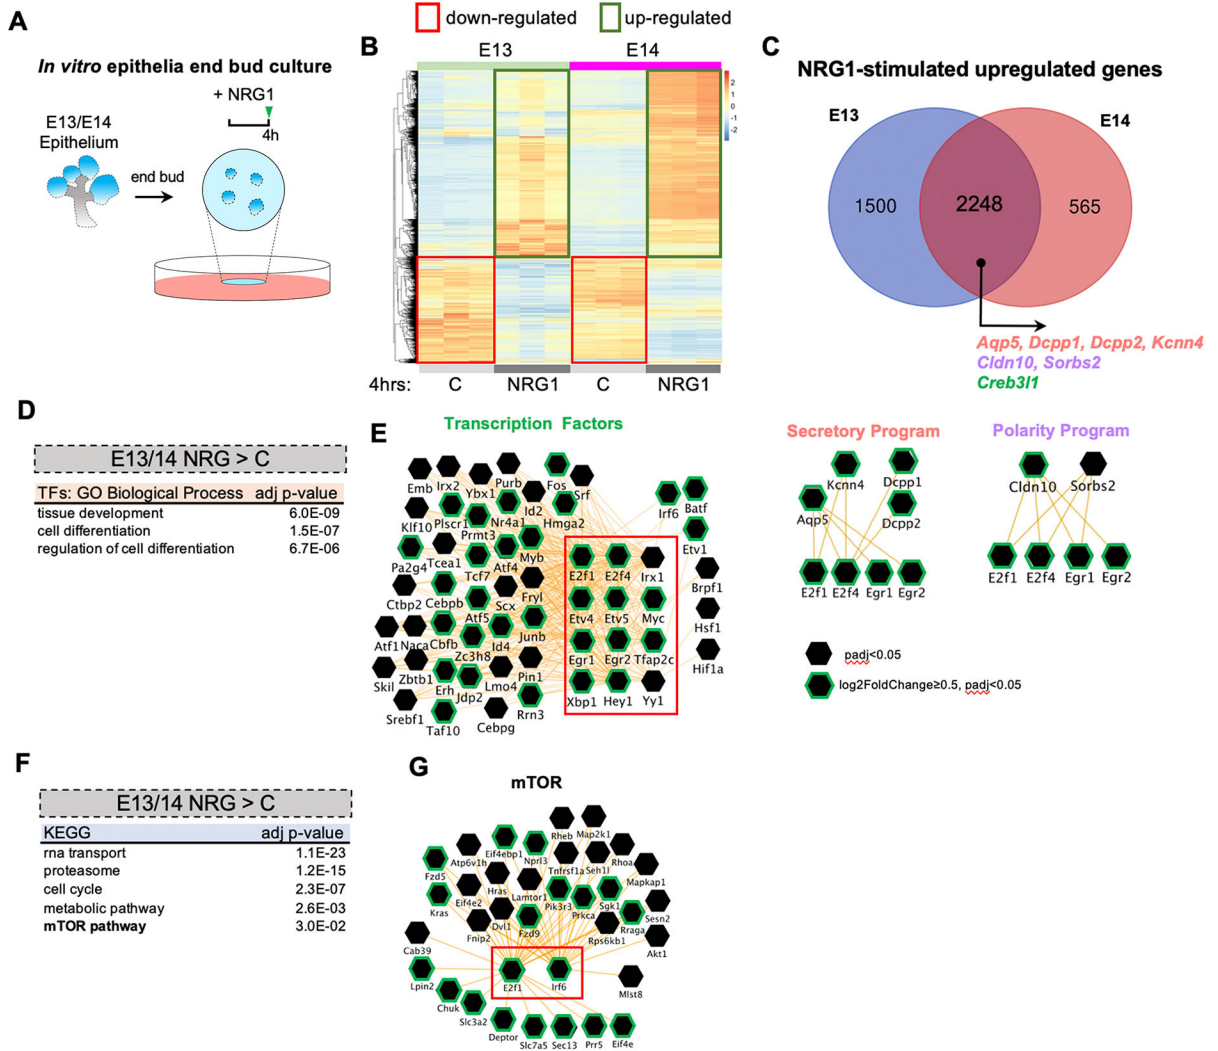 down-regulated
up-regulated
A
In vitro epithelia end bud culture
+ NRG1
4h
E13/E14
Epithelium
end bud
B
E13
E14
2
1
0
-1
-2
4hrs:
C
NRG1
C
NRG1
C
NRG1-stimulated upregulated genes
E13
E14
1500
2248
565
Aqp5, Dcpp1, Dcpp2, Kcnn4
Cldn10, Sorbs2
Creb3l1
D
E13/14 NRG > C
TFs: GO Biological Process adj p-value
tissue development 6.0E-09
cell differentiation 1.5E-07
regulation of cell differentiation 6.7E-06
E
Transcription Factors
Emb
Irx2
Ybx1
Purb
Id2
Fos
Srf
Klf10
Plscr1
Nr4a1
Hmga2
Irf6
Batf
Prmt3
Pa2g4
Tcea1
Tcf7
Atf4
Myb
Etv1
E2f1
E2f4
Irx1
Brpf1
Ctbp2
Cebpb
Scx
Fryl
Atf5
Etv4
Etv5
Myc
Hsf1
Atf1
Naca
Cbfb
Id4
Junb
Zc3h8
Egr1
Egr2
Tfap2c
Hif1a
Skil
Zbtb1
Erh
Jdp2
Lmo4
Pin1
Xbp1
Hey1
Yy1
Srebf1
Taf10
Cebpg
Rrn3
Secretory Program
Kcnn4
Dcpp1
Aqp5
Dcpp2
E2f1
E2f4
Egr1
Egr2
Polarity Program
Cldn10
Sorbs2
E2f1
E2f4
Egr1
Egr2
padj<0.05
log2FoldChange≥0.5, padj<0.05
F
E13/14 NRG > C
KEGG adj p-value
rna transport 1.1E-23
proteasome 1.2E-15
cell cycle 2.3E-07
metabolic pathway 2.6E-03
mTOR pathway 3.0E-02
G
mTOR
Rheb
Map2k1
Atp6v1h
Eif4ebp1
Nprl3
Tnfrsf1a
Seh1l
Rhoa
Fzd5
Mapkap1
Hras
Lamtor1
Kras
Eif4e2
Pik3r3
Prkca
Sgk1
Sesn2
Dvl1
Fzd9
Rraga
Fnip2
Rps6kb1
Akt1
Cab39
E2f1
Irf6
Lpin2
Mlst8
Chuk
Slc3a2
Deptor
Slc7a5
Sec13
Prr5
Eif4e